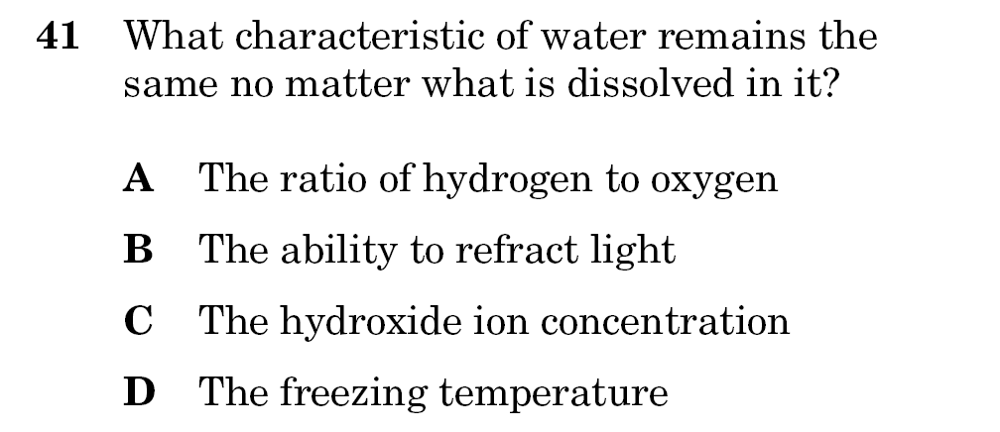 41 What characteristic of water remains the
same no matter what is dissolved in it?
A The ratio of hydrogen to oxygen
B The ability to refract light
C The hydroxide ion concentration
D The freezing temperature